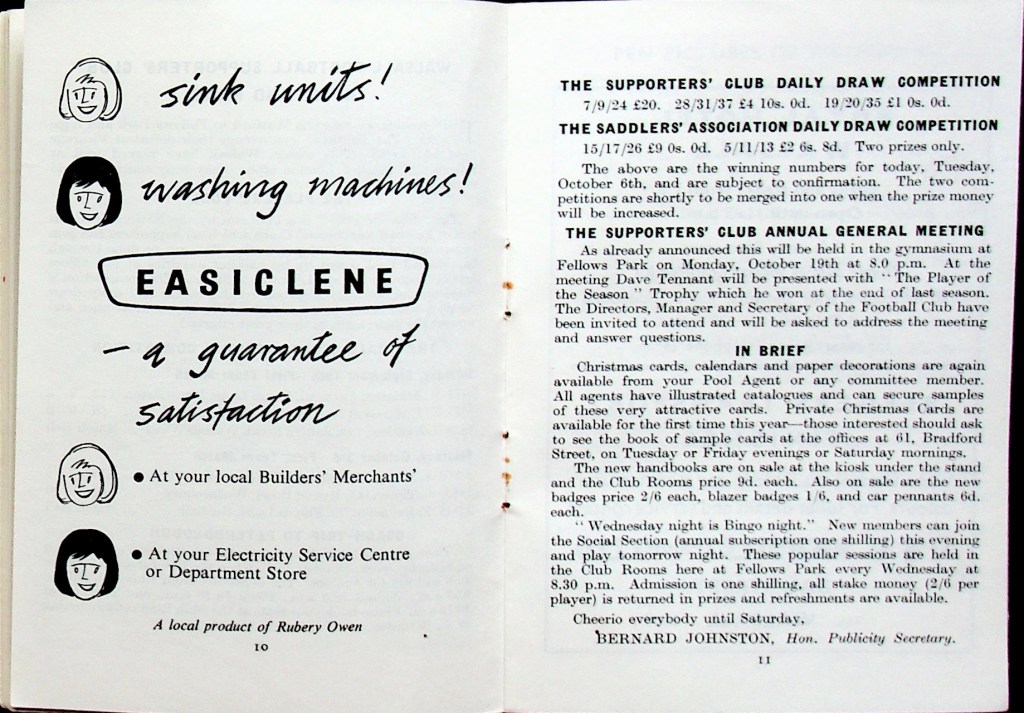 sink units!
washing machines!
EASICLENE
– a guarantee of
satisfaction
● At your local Builders' Merchants'
● At your Electricity Service Centre
or Department Store
A local product of Rubery Owen
10
THE SUPPORTERS' CLUB DAILY DRAW COMPETITION
7/9/24 £20. 28/31/37 £4 10s. 0d. 19/20/35 £1 0s. 0d.
THE SADDLERS' ASSOCIATION DAILY DRAW COMPETITION
15/17/26 £9 0s. 0d. 5/11/13 £2 6s. 8d. Two prizes only.
The above are the winning numbers for today, Tuesday,
October 6th, and are subject to confirmation. The two com-
petitions are shortly to be merged into one when the prize money
will be increased.
THE SUPPORTERS' CLUB ANNUAL GENERAL MEETING
As already announced this will be held in the gymnasium at
Fellows Park on Monday, October 19th at 8.0 p.m. At the
meeting Dave Tennant will be presented with "The Player of
the Season" Trophy which he won at the end of last season.
The Directors, Manager and Secretary of the Football Club have
been invited to attend and will be asked to address the meeting
and answer questions.
IN BRIEF
Christmas cards, calendars and paper decorations are again
available from your Pool Agent or any committee member.
All agents have illustrated catalogues and can secure samples
of these very attractive cards. Private Christmas Cards are
available for the first time this year—those interested should ask
to see the book of sample cards at the offices at 61, Bradford
Street, on Tuesday or Friday evenings or Saturday mornings.
The new handbooks are on sale at the kiosk under the stand
and the Club Rooms price 9d. each. Also on sale are the new
badges price 2/6 each, blazer badges 1/6, and car pennants 6d.
each.
"Wednesday night is Bingo night." New members can join
the Social Section (annual subscription one shilling) this evening
and play tomorrow night. These popular sessions are held in
the Club Rooms here at Fellows Park every Wednesday at
8.30 p.m. Admission is one shilling, all stake money (2/6 per
player) is returned in prizes and refreshments are available.
Cheerio everybody until Saturday,
BERNARD JOHNSTON, Hon. Publicity Secretary.
11